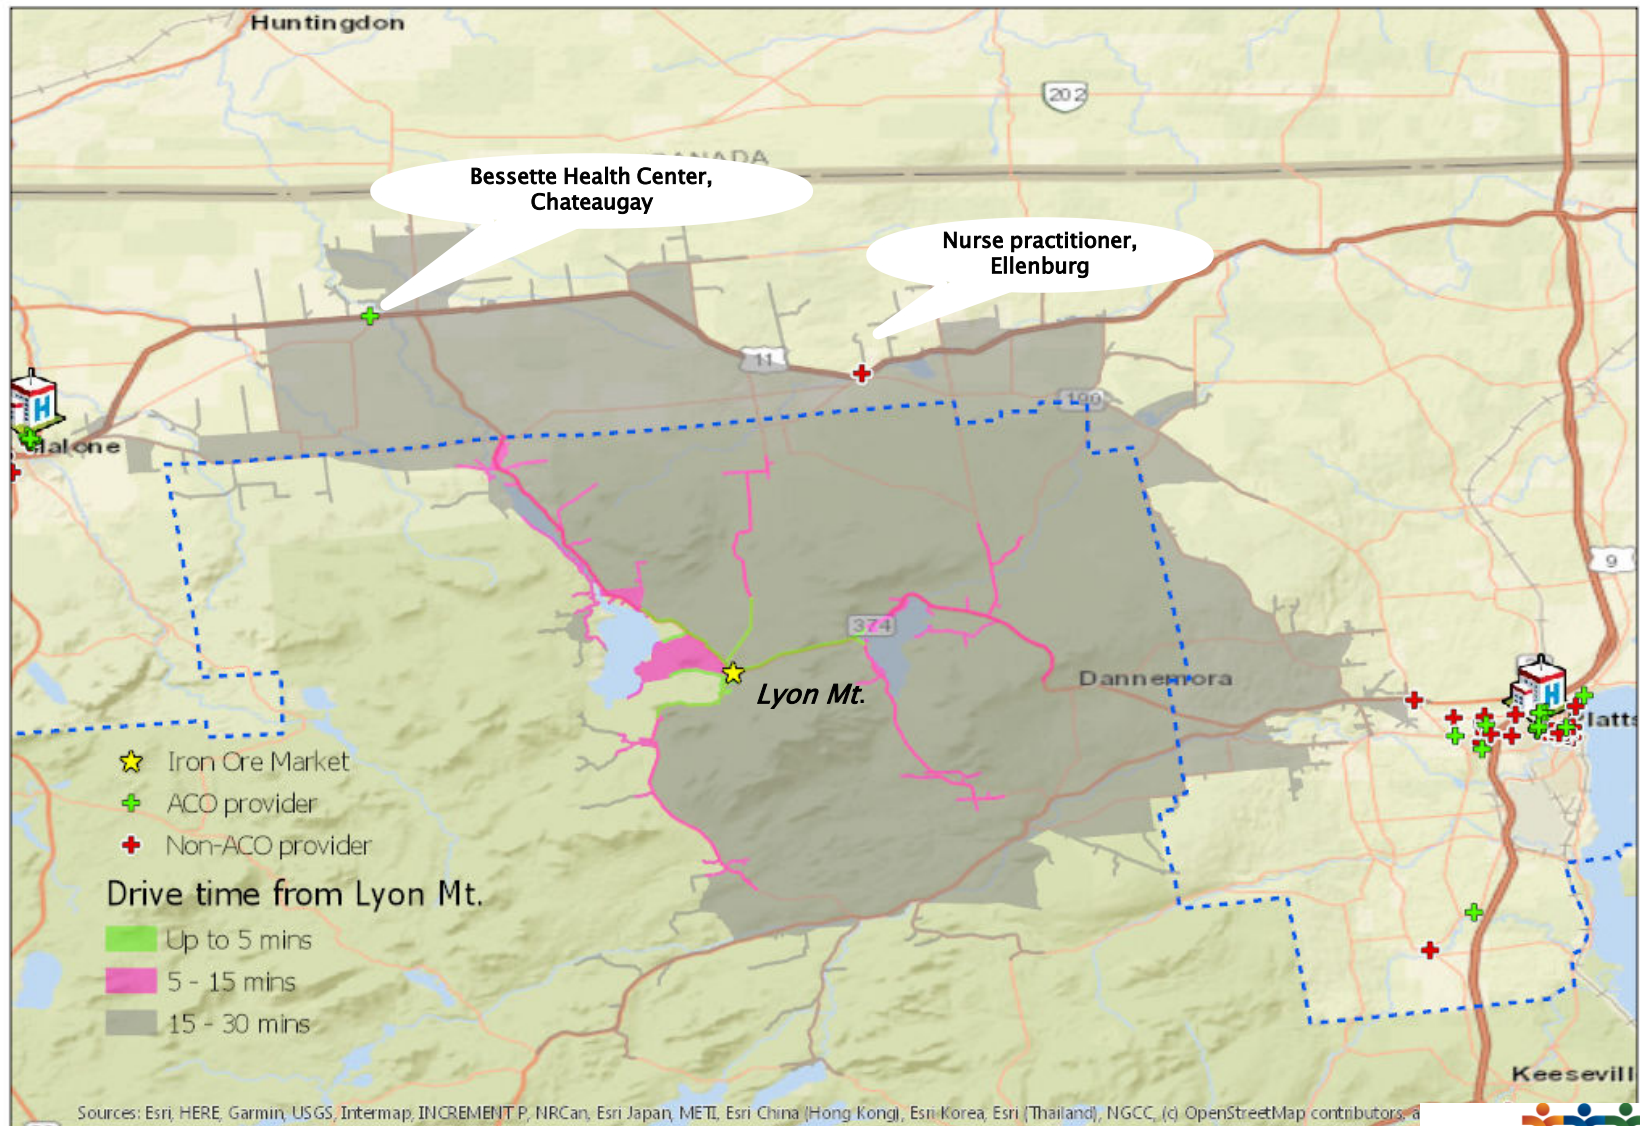 Huntingdon
202
CANADA
Bessette Health Center,
Chateaugay
Nurse practitioner,
Ellenburg
11
190
H
Malone
9
374
Dannemora
Lyon Mt.
H
Platts
Iron Ore Market
ACO provider
Non-ACO provider
Drive time from Lyon Mt.
Up to 5 mins
5 - 15 mins
15 - 30 mins
Keesevill
Sources: Esri, HERE, Garmin, USGS, Intermap, INCREMENT P, NRCan, Esri Japan, METI, Esri China (Hong Kong), Esri Korea, Esri (Thailand), NGCC, (c) OpenStreetMap contributors, a